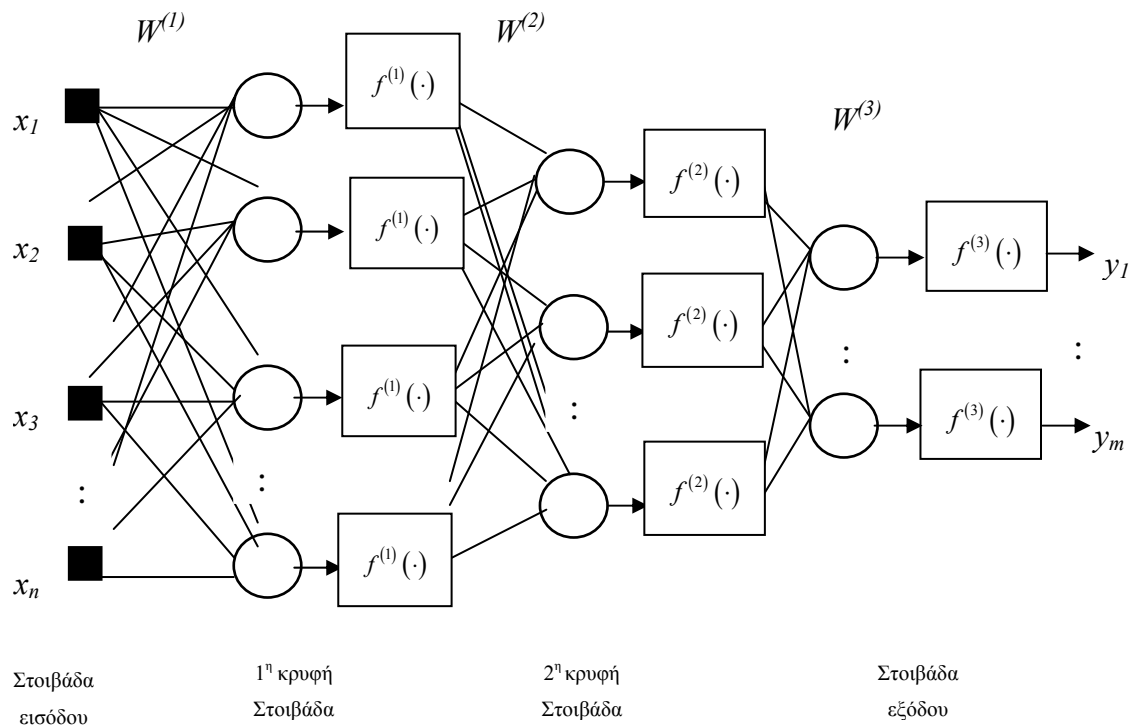 W(1)
W(2)
W(3)
x1
x2
x3
:
xn
f(1)(·)
f(1)(·)
f(1)(·)
:
f(1)(·)
f(2)(·)
f(2)(·)
:
f(2)(·)
f(3)(·)
:
f(3)(·)
y1
:
ym
Στοιβάδα
εισόδου
1η κρυφή
Στοιβάδα
2η κρυφή
Στοιβάδα
Στοιβάδα
εξόδου